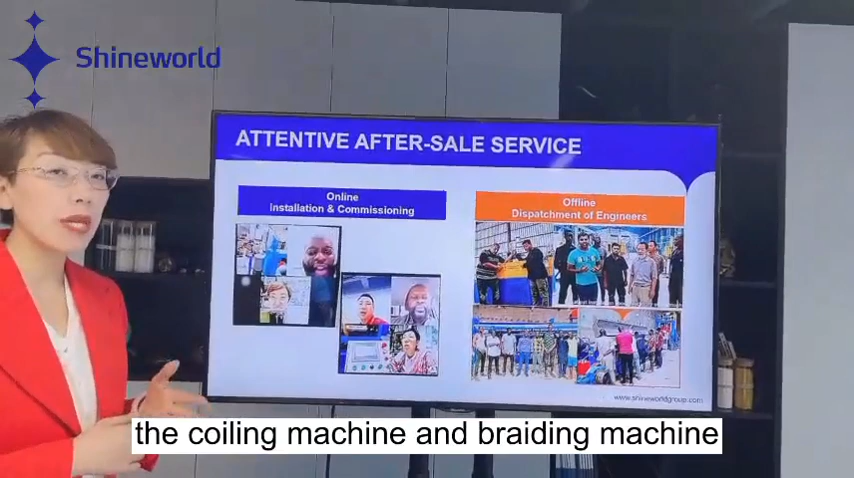 Shineworld
ATTENTIVE AFTER-SALE SERVICE
Online
Installation & Commissioning
Offline
Dispatchment of Engineers
www.shineworldgroup.com
the coiling machine and braiding machine